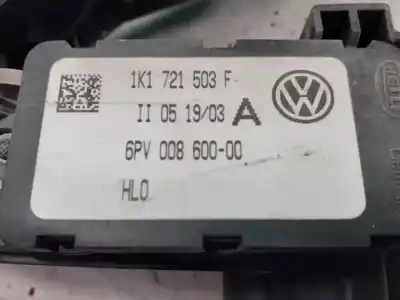 1K1 721 503 F
II 05 19/03 A
6PV 008 600-00
HLO